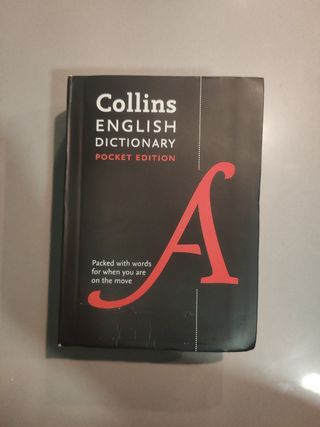 Collins
ENGLISH
DICTIONARY
POCKET EDITION
A
Packed with words
for when you are
on the move